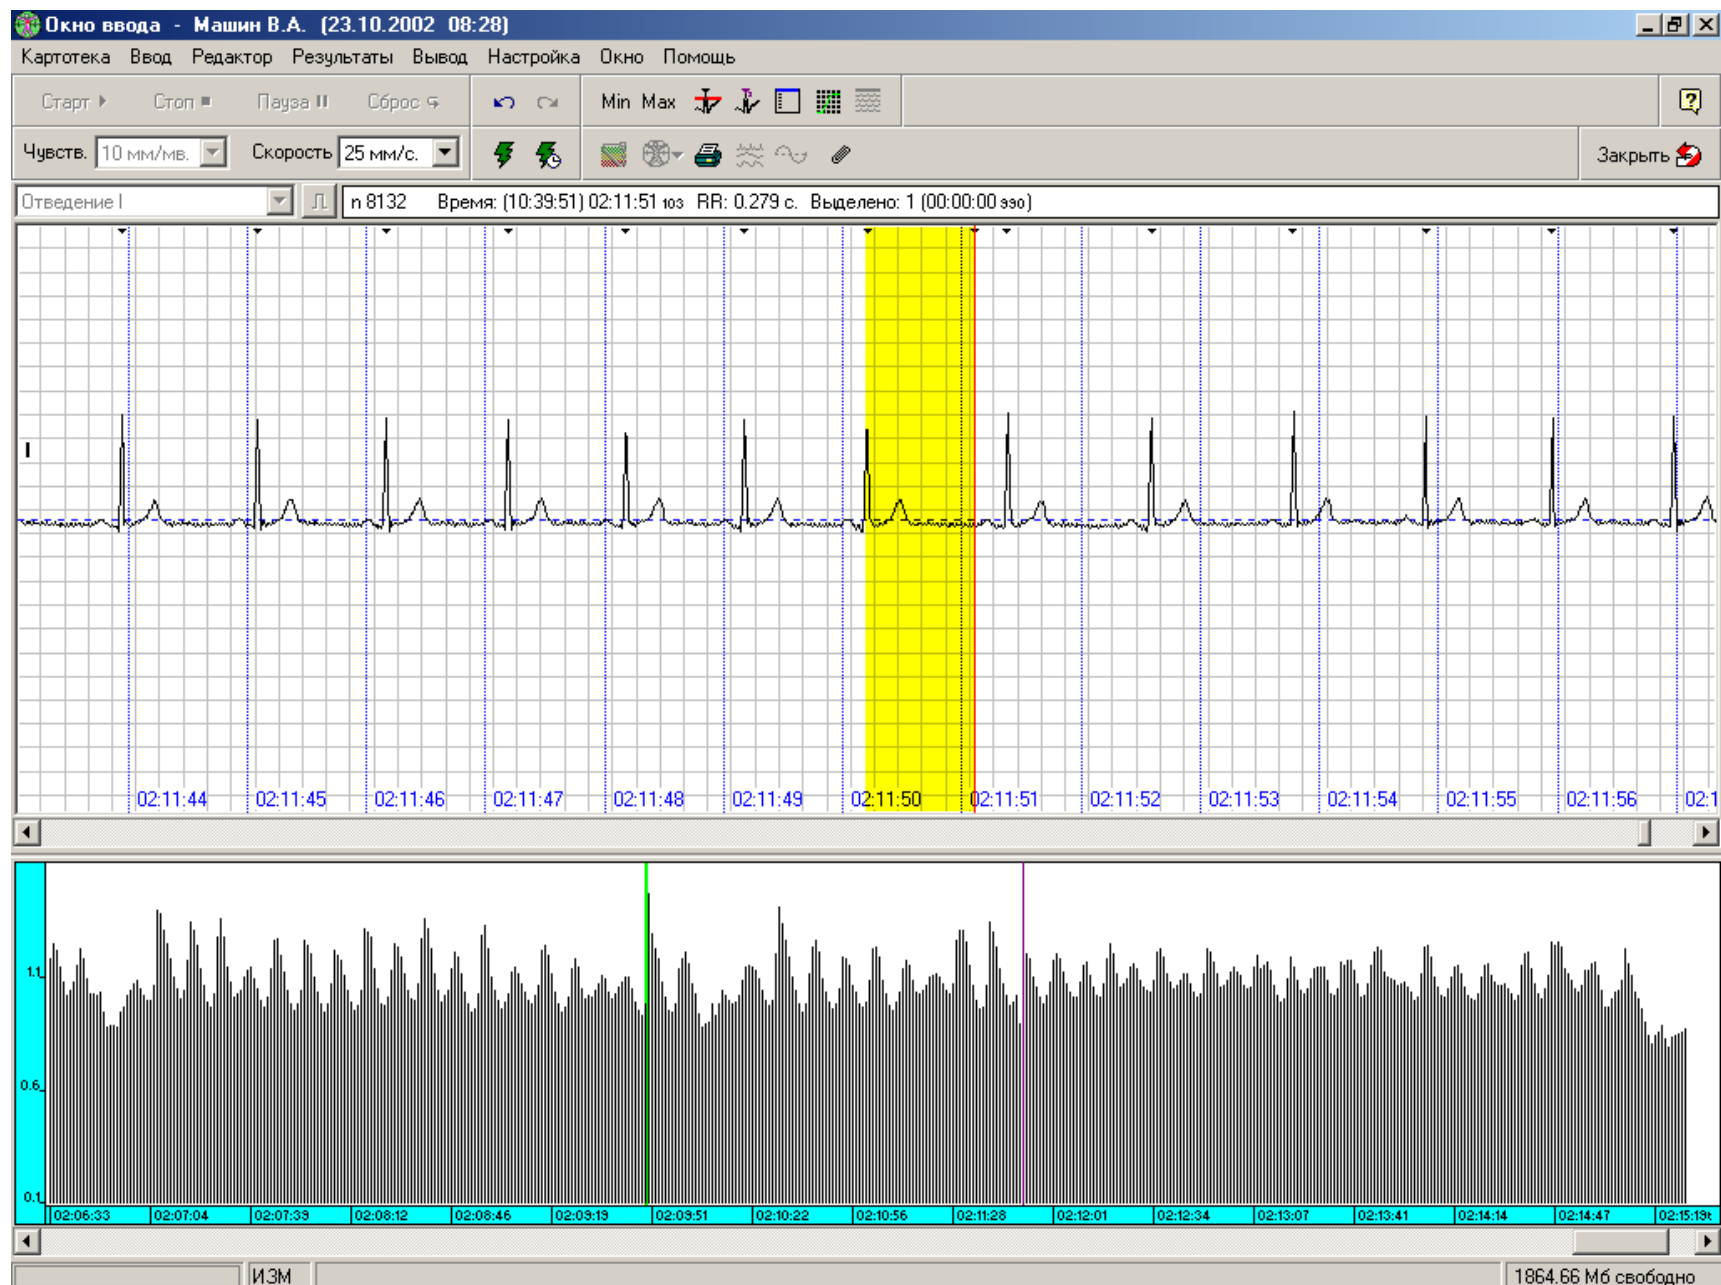 Окно ввода - Машин В.А. (23.10.2002 08:28)
Картотека Ввод Редактор Результаты Вывод Настройка Окно Помощь
Старт Стоп Пауза Сброс Min Max
Чувств. 10 мм/мв. Скорость 25 мм/с. Закрыть
Отведение I n 8132 Время: (10:39:51) 02:11:51 103 RR: 0.279 с. Выделено: 1 (00:00:00 990)
I
02:11:44 02:11:45 02:11:46 02:11:47 02:11:48 02:11:49 02:11:50 02:11:51 02:11:52 02:11:53 02:11:54 02:11:55 02:11:56 02:1
1.1
0.6
0.1
02:06:33 02:07:04 02:07:39 02:08:12 02:08:46 02:09:19 02:09:51 02:10:22 02:10:56 02:11:28 02:12:01 02:12:34 02:13:07 02:13:41 02:14:14 02:14:47 02:15:19t
ИЗМ 1864.66 Мб свободно